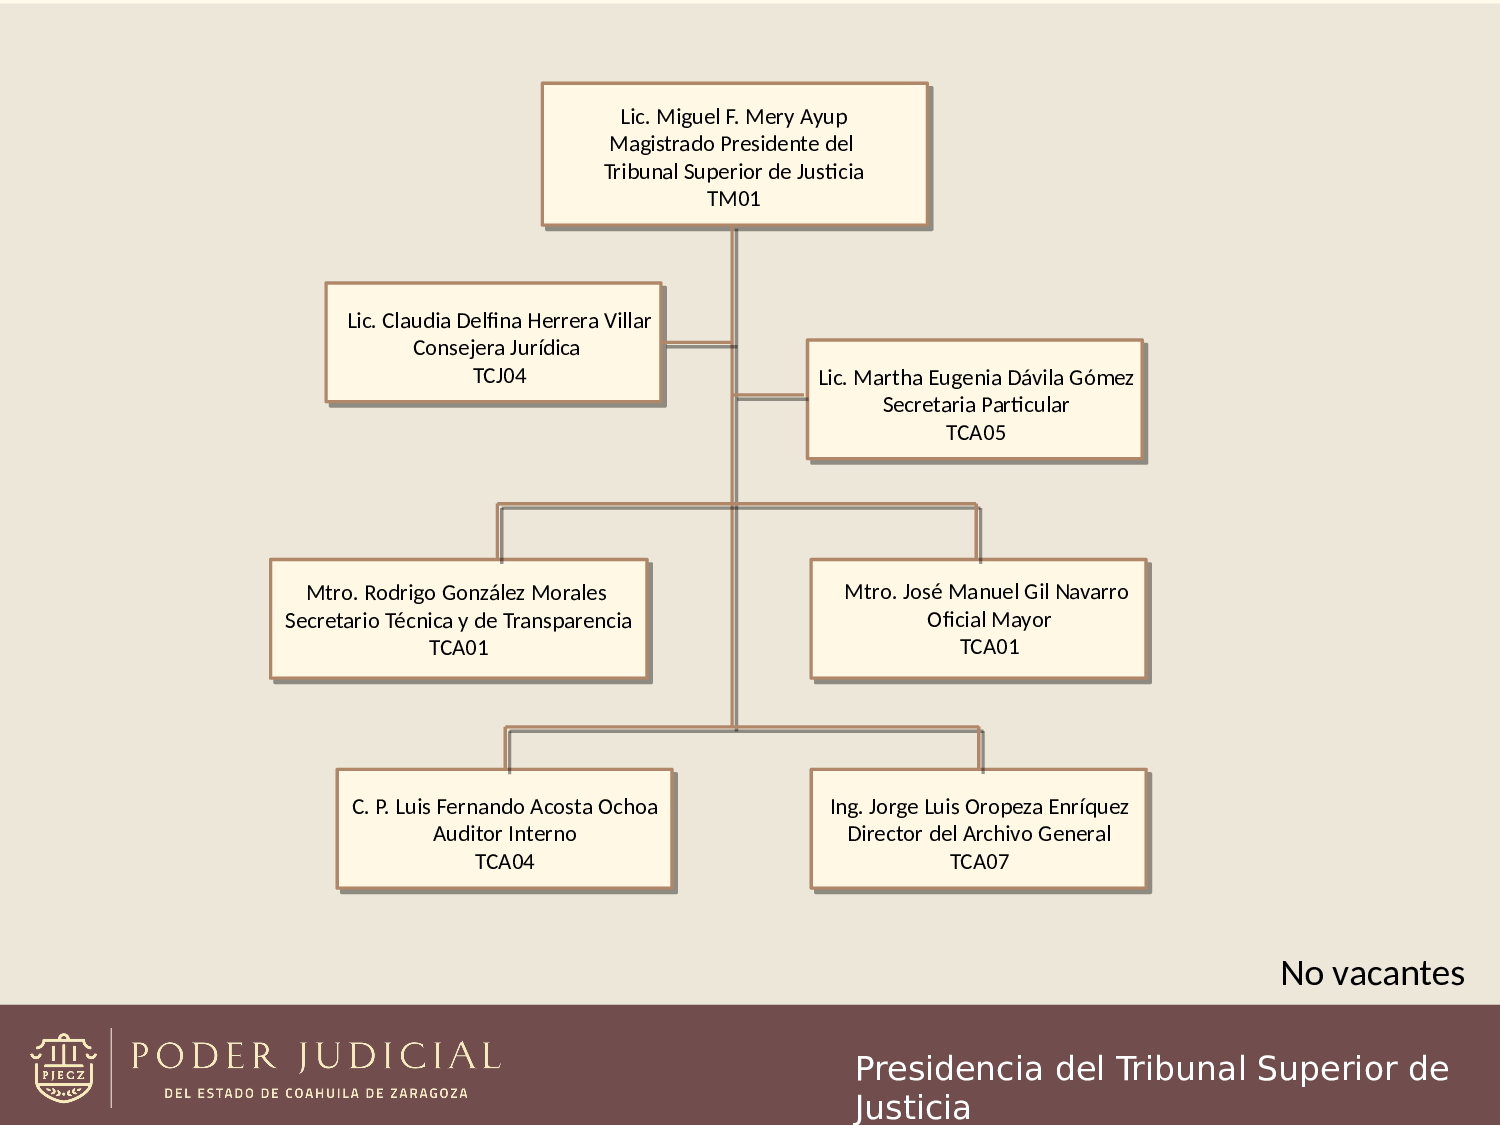 Lic. Miguel F. Mery Ayup
Magistrado Presidente del
Tribunal Superior de Justicia
TM01
Lic. Claudia Delfina Herrera Villar
Consejera Jurídica
TCJ04
Lic. Martha Eugenia Dávila Gómez
Secretaria Particular
TCA05
Mtro. Rodrigo González Morales
Secretario Técnica y de Transparencia
TCA01
Mtro. José Manuel Gil Navarro
Oficial Mayor
TCA01
C. P. Luis Fernando Acosta Ochoa
Auditor Interno
TCA04
Ing. Jorge Luis Oropeza Enríquez
Director del Archivo General
TCA07
No vacantes
PJECZ
PODER JUDICIAL
DEL ESTADO DE COAHUILA DE ZARAGOZA
Presidencia del Tribunal Superior de
Justicia